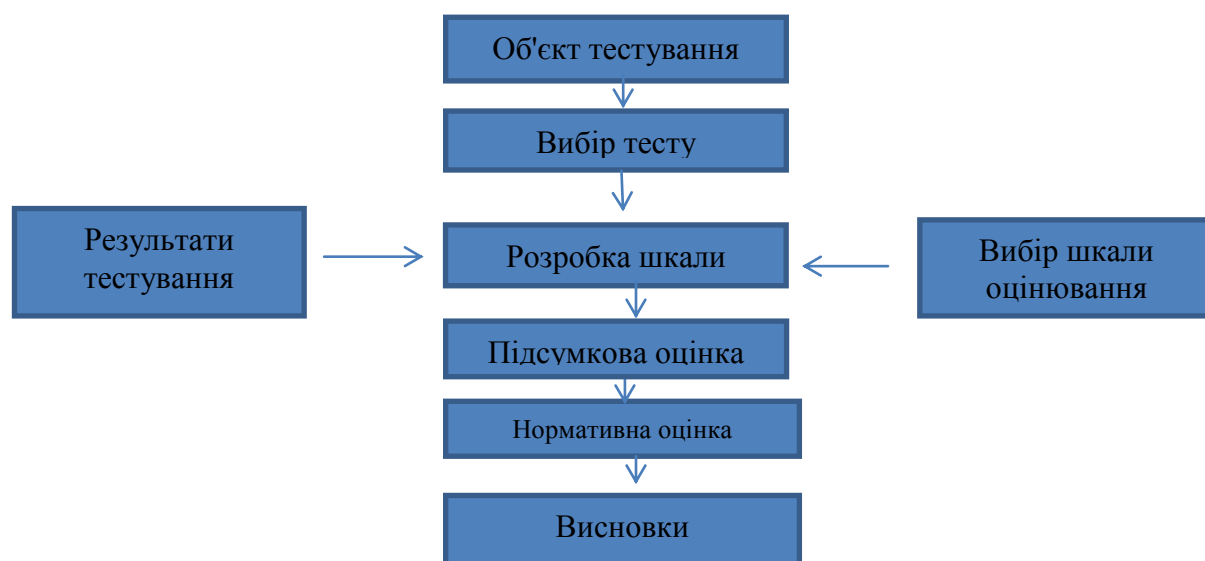 Об'єкт тестування
Вибір тесту
Результати
тестування
Розробка шкали
Вибір шкали
оцінювання
Підсумкова оцінка
Нормативна оцінка
Висновки